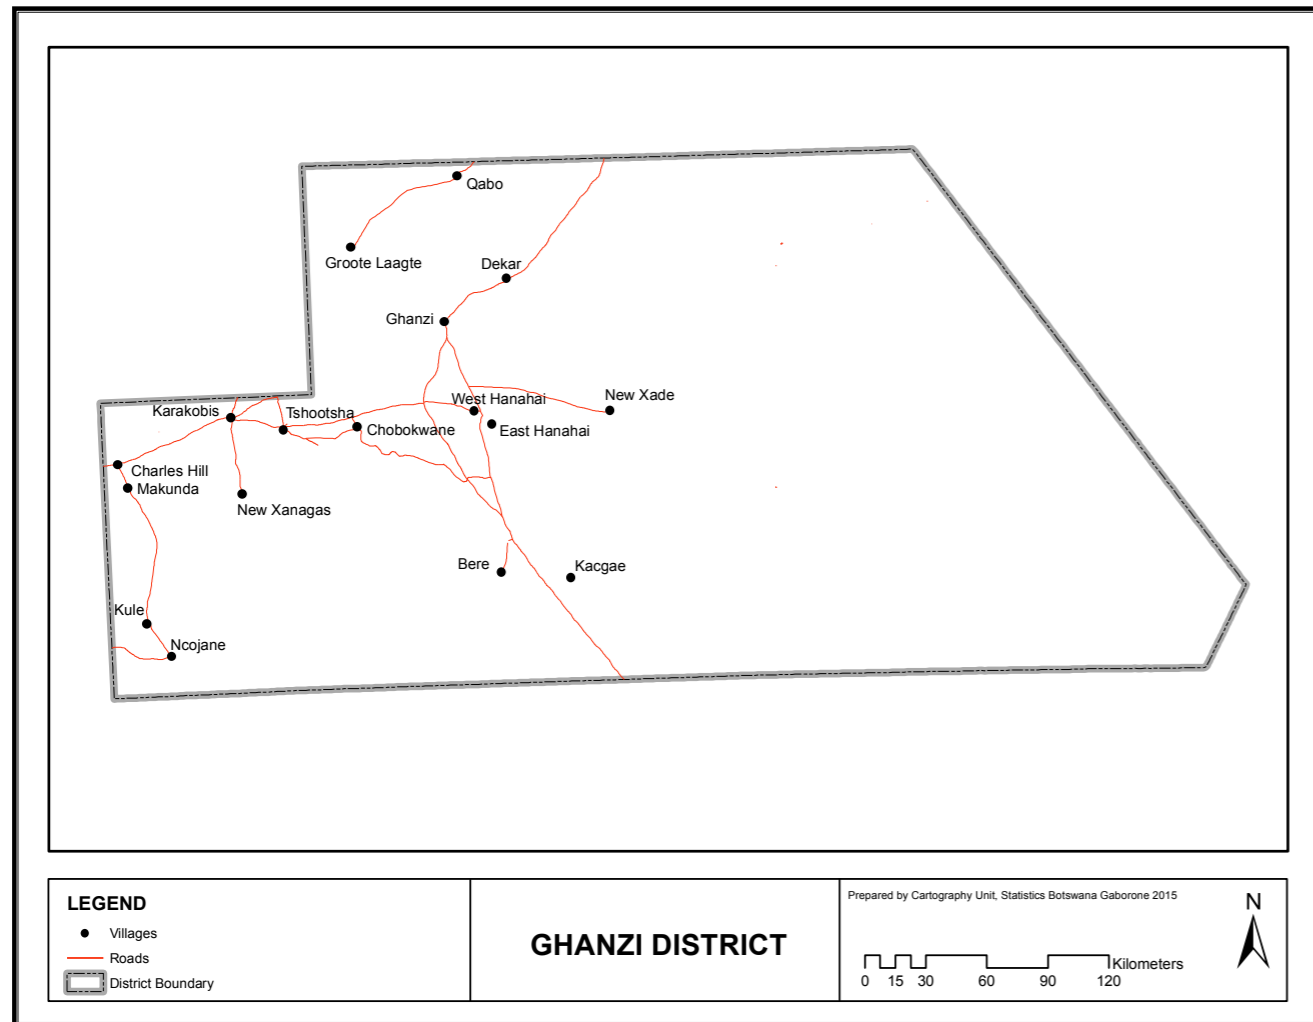 Qabo
Groote Laagte
Dekar
Ghanzi
New Xade
West Hanahai
Karakobis
Tshootsha
Chobokwane
East Hanahai
Charles Hill
Makunda
New Xanagas
Bere
Kacgae
Kule
Ncojane
LEGEND
Villages
Roads
District Boundary
GHANZI DISTRICT
Prepared by Cartography Unit, Statistics Botswana Gaborone 2015
N
Kilometers
0 15 30 60 90 120